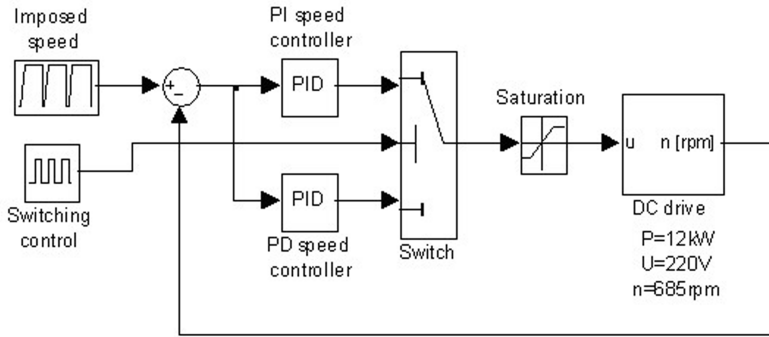 Imposed
speed
PI speed
controller
PID
+
−
Saturation
u
n [rpm]
Switching
control
PID
PD speed
controller
Switch
DC drive
P=12kW
U=220V
n=685rpm